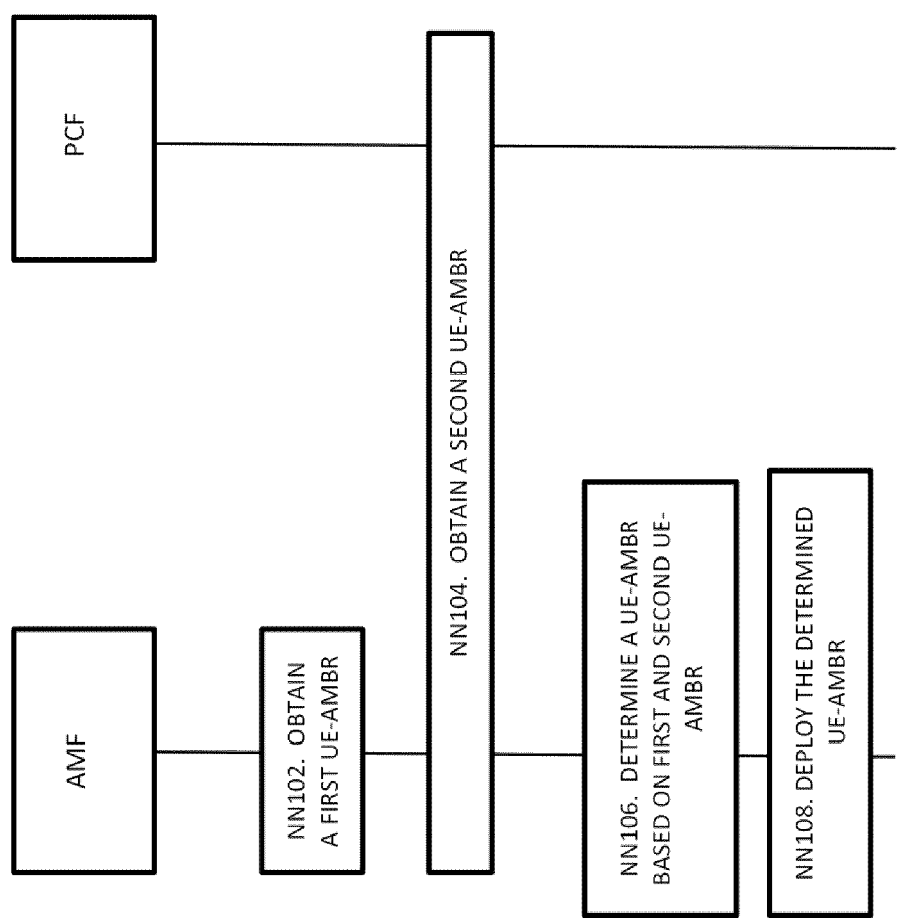 AMF
PCF
NN102. OBTAIN
A FIRST UE-AMBR
NN104. OBTAIN A SECOND UE-AMBR
NN106. DETERMINE A UE-AMBR
BASED ON FIRST AND SECOND UE-
AMBR
NN108. DEPLOY THE DETERMINED
UE-AMBR